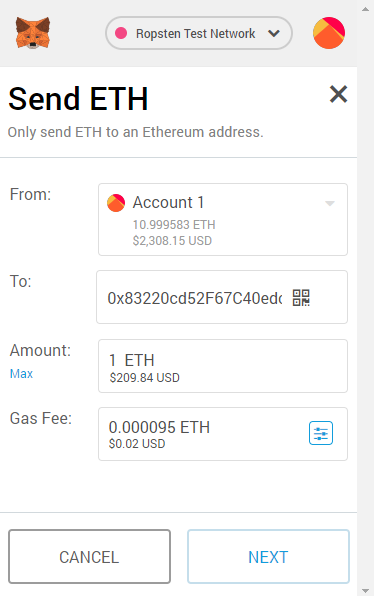 Ropsten Test Network
Send ETH
Only send ETH to an Ethereum address.
From:
Account 1
10.999583 ETH
$2,308.15 USD
To:
0x83220cd52F67C40edc
Amount:
Max
1 ETH
$209.84 USD
Gas Fee:
0.000095 ETH
$0.02 USD
CANCEL
NEXT